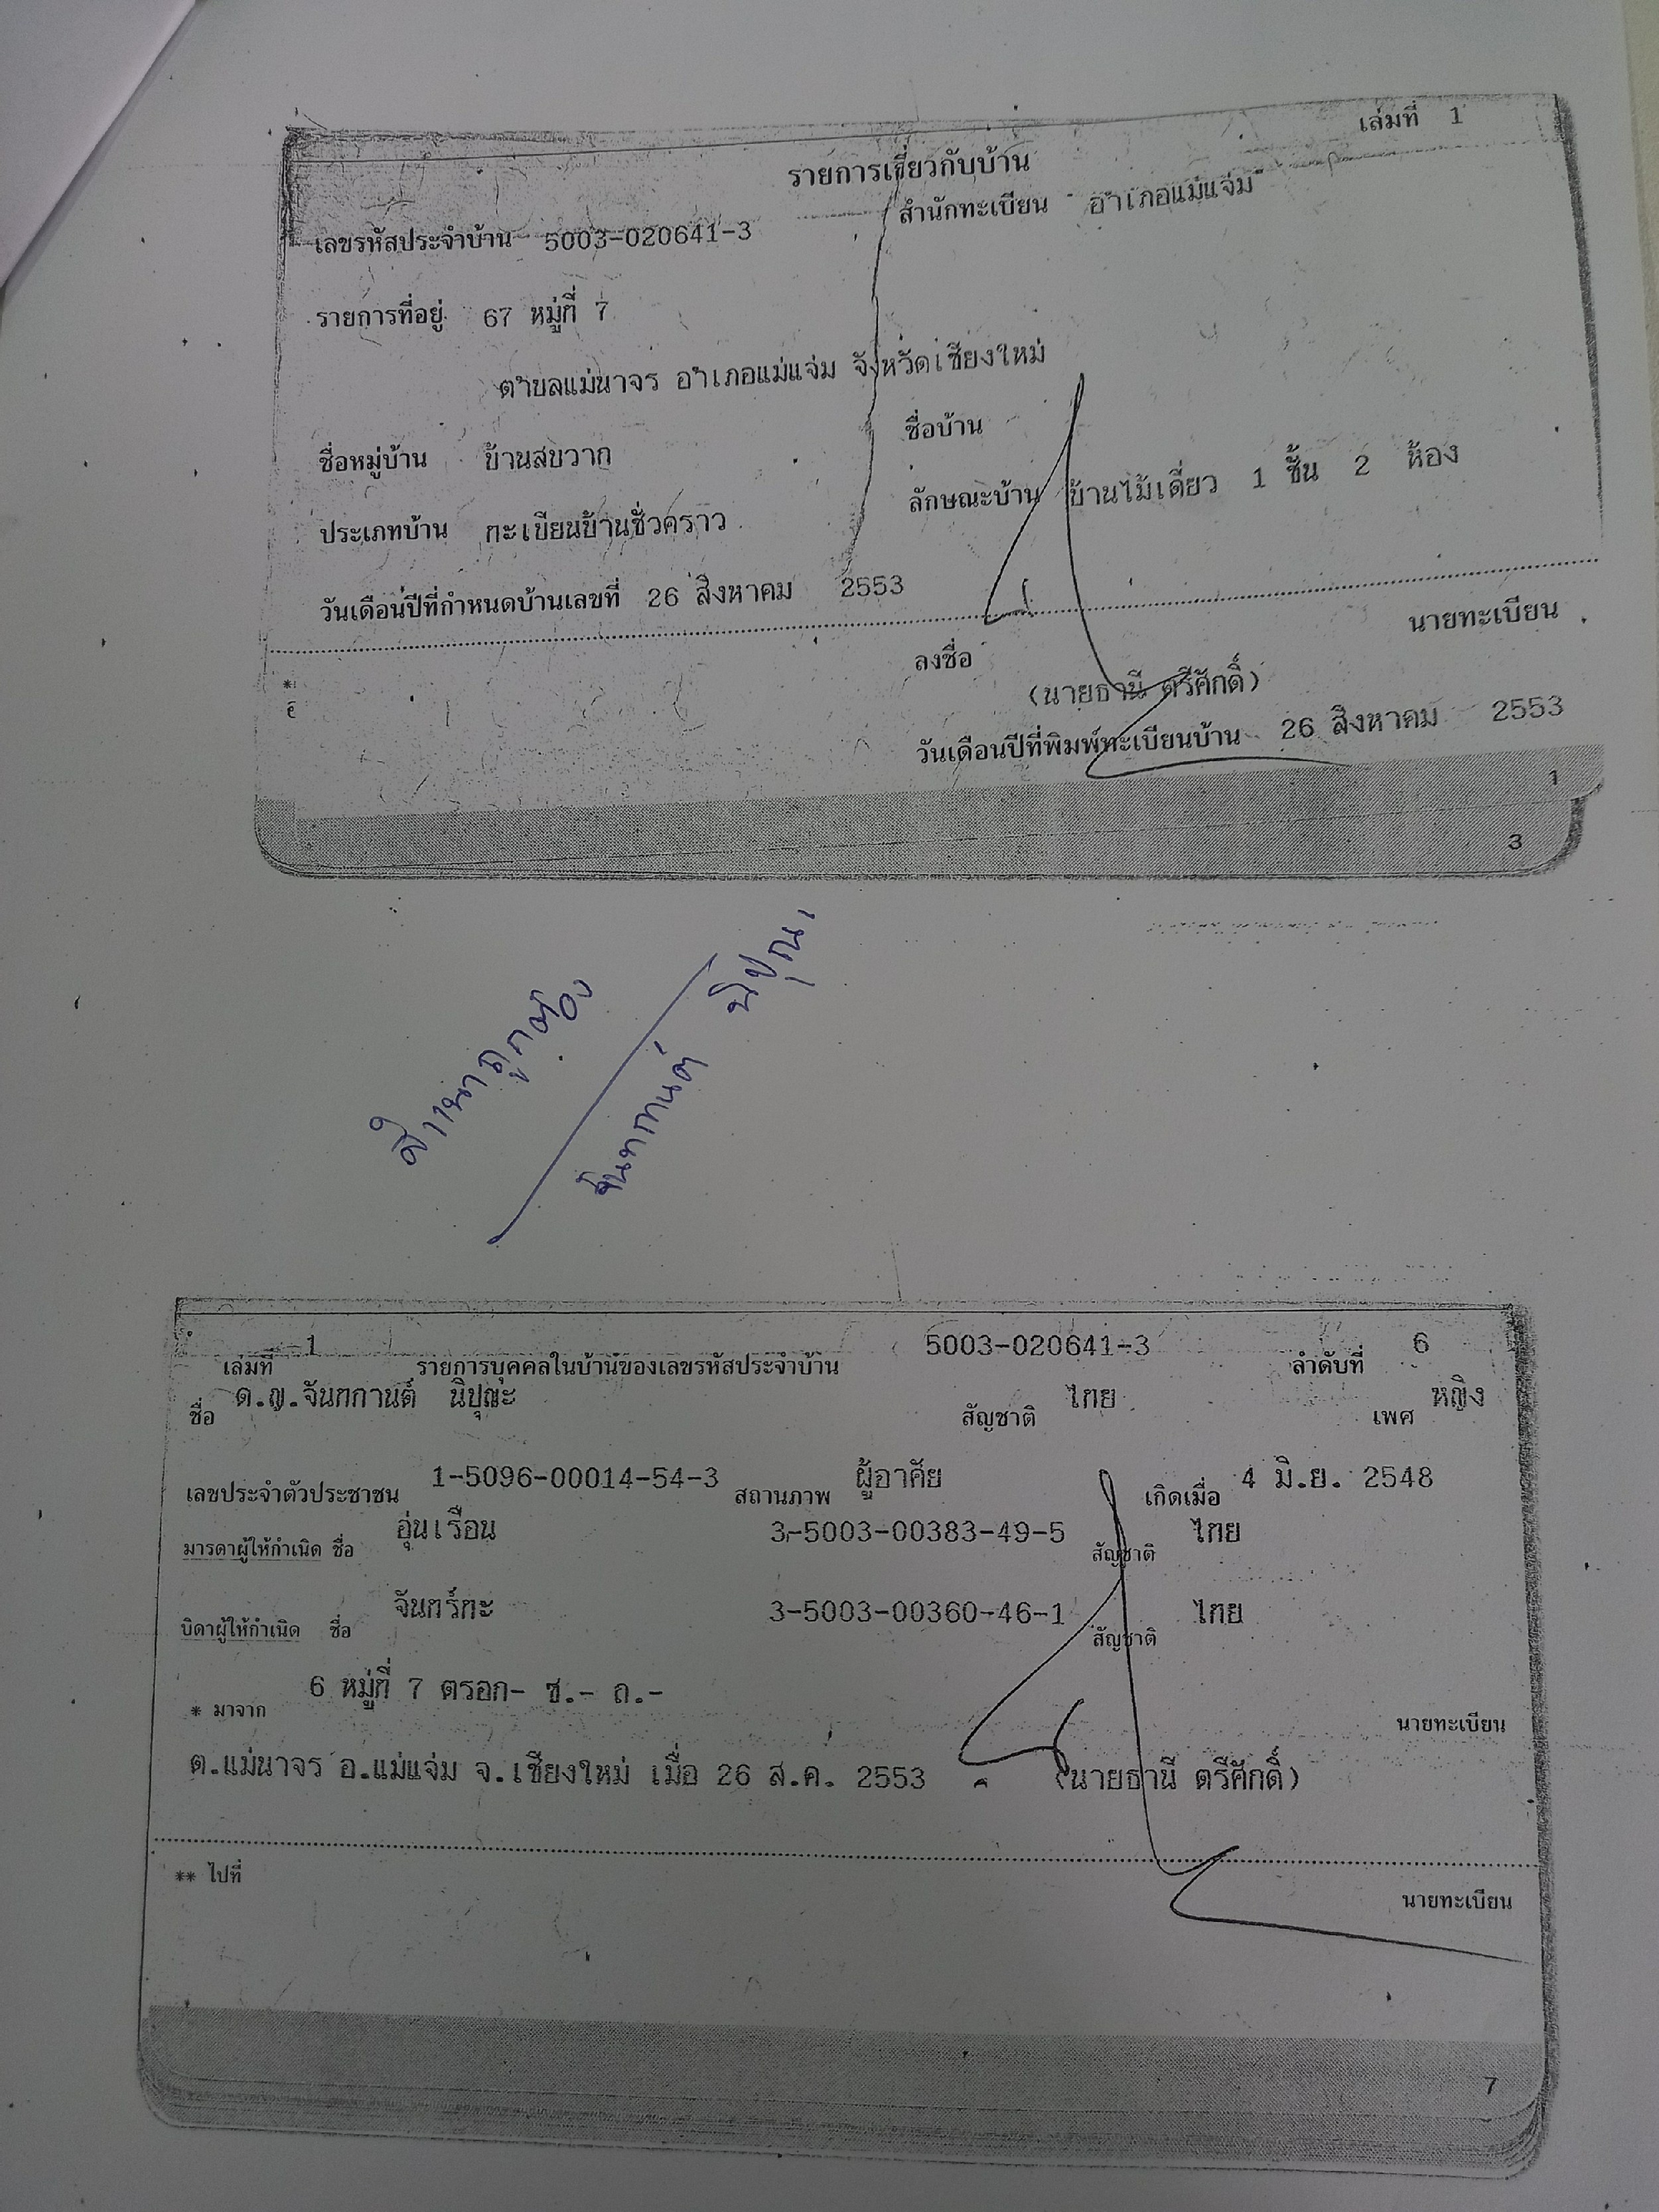 เล่มที่ 1
รายการเกี่ยวกับบ้าน
เลขรหัสประจำบ้าน 5003-020641-3 สำนักทะเบียน อำเภอแม่แจ่ม
รายการที่อยู่ 67 หมู่ที่ 7
ตำบลแม่นาจร อำเภอแม่แจ่ม จังหวัดเชียงใหม่
ชื่อหมู่บ้าน บ้านสบวาก ชื่อบ้าน
ประเภทบ้าน ทะเบียนบ้านชั่วคราว ลักษณะบ้าน บ้านไม้เดี่ยว 1 ชั้น 2 ห้อง
วันเดือนปีที่กำหนดบ้านเลขที่ 26 สิงหาคม 2553
ลงชื่อ นายทะเบียน
(นายธานี ตรีศักดิ์)
วันเดือนปีที่พิมพ์ทะเบียนบ้าน 26 สิงหาคม 2553
1
3
สำเนาถูกต้อง
จันทกานต์ นิปุณะ
เล่มที่ 1 รายการบุคคลในบ้านของเลขรหัสประจำบ้าน 5003-020641-3 ลำดับที่ 6
ชื่อ ด.ญ.จันทกานต์ นิปุณะ สัญชาติ ไทย เพศ หญิง
เลขประจำตัวประชาชน 1-5096-00014-54-3 สถานภาพ ผู้อาศัย เกิดเมื่อ 4 มิ.ย. 2548
มารดาผู้ให้กำเนิด ชื่อ อุ่นเรือน 3-5003-00383-49-5 สัญชาติ ไทย
บิดาผู้ให้กำเนิด ชื่อ จันทร์ทะ 3-5003-00360-46-1 สัญชาติ ไทย
* มาจาก 6 หมู่ที่ 7 ตรอก- ซ.- ถ.-
นายทะเบียน
ต.แม่นาจร อ.แม่แจ่ม จ.เชียงใหม่ เมื่อ 26 ส.ค. 2553 (นายธานี ตรีศักดิ์)
** ไปที่
นายทะเบียน
7